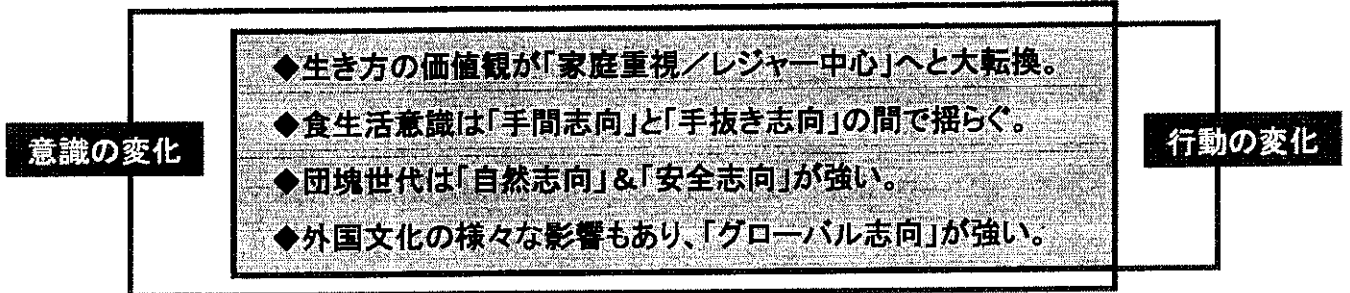 意識の変化
◆生き方の価値観が「家庭重視／レジャー中心」へと大転換。
◆食生活意識は「手間志向」と「手抜き志向」の間で揺らぐ。
◆団塊世代は「自然志向」&「安全志向」が強い。
◆外国文化の様々な影響もあり、「グローバル志向」が強い。
行動の変化